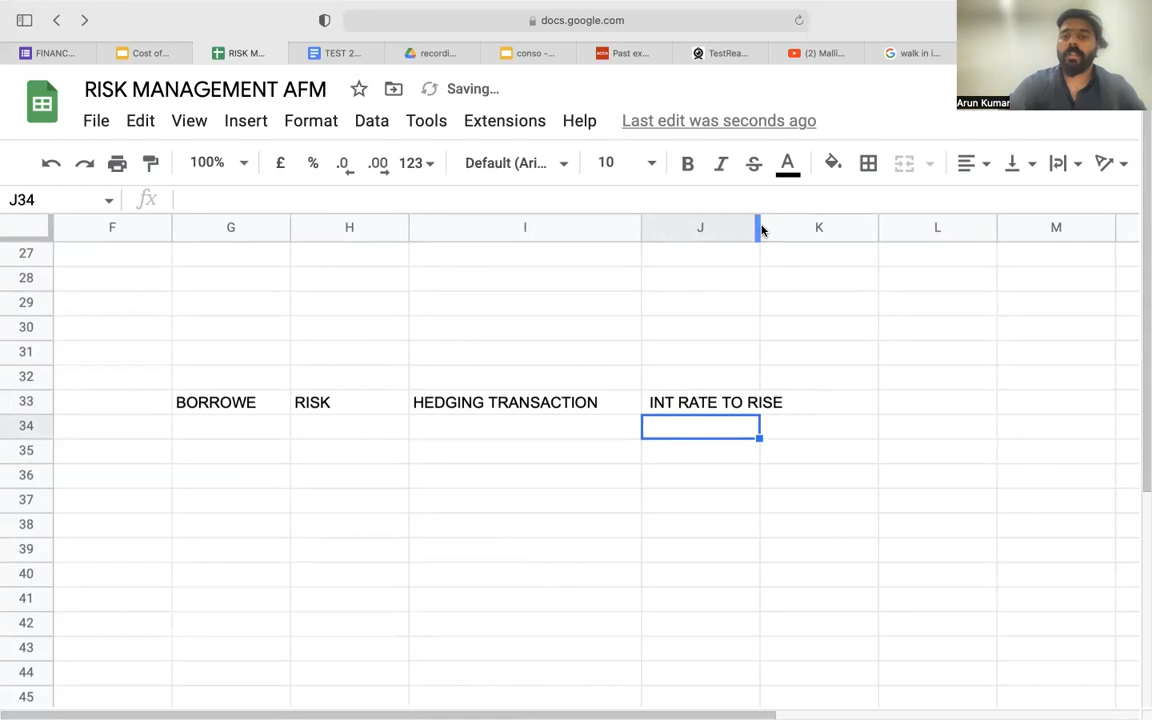 docs.google.com
FINANC...
Cost of...
RISK M...
TEST 2...
recordi...
conso -...
Past ex...
TestRea...
(2) Malli...
walk in i...
Arun Kumar
RISK MANAGEMENT AFM
Saving...
File Edit View Insert Format Data Tools Extensions Help Last edit was seconds ago
100% £ % .0 .00 123 Default (Ari... 10 B I S A
J34 fx
F G H I J K L M
27
28
29
30
31
32
33 BORROWE RISK HEDGING TRANSACTION INT RATE TO RISE
34
35
36
37
38
39
40
41
42
43
44
45